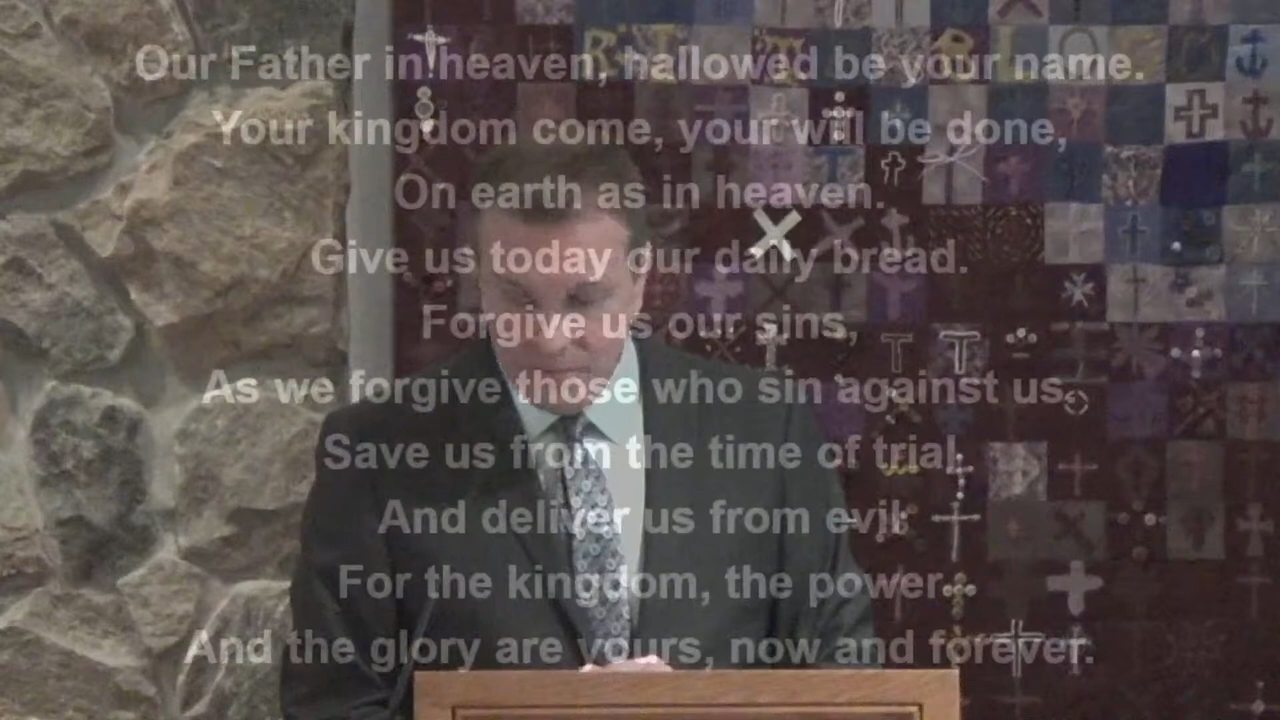 Our Father in heaven, hallowed be your name.
Your kingdom come, your will be done,
On earth as in heaven.
Give us today our daily bread.
Forgive us our sins,
As we forgive those who sin against us.
Save us from the time of trial
And deliver us from evil.
For the kingdom, the power
And the glory are yours, now and forever.